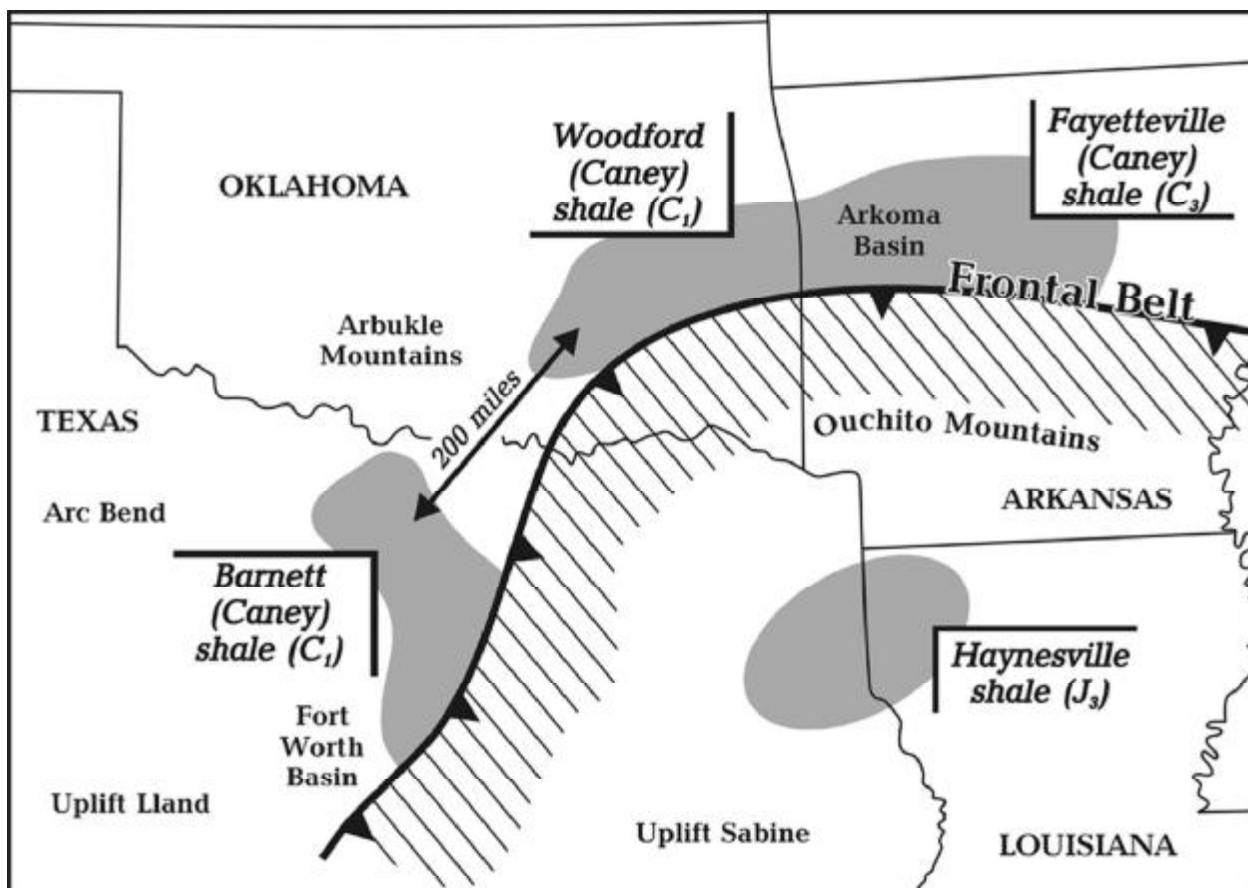 Woodford
(Caney)
shale (C₁)
Fayetteville
(Caney)
shale (C₃)
OKLAHOMA
Arkoma
Basin
Frontal Belt
Arbukle
Mountains
200 miles
TEXAS
Ouchito Mountains
Arc Bend
ARKANSAS
Barnett
(Caney)
shale (C₁)
Haynesville
shale (J₃)
Fort
Worth
Basin
Uplift Lland
Uplift Sabine
LOUISIANA